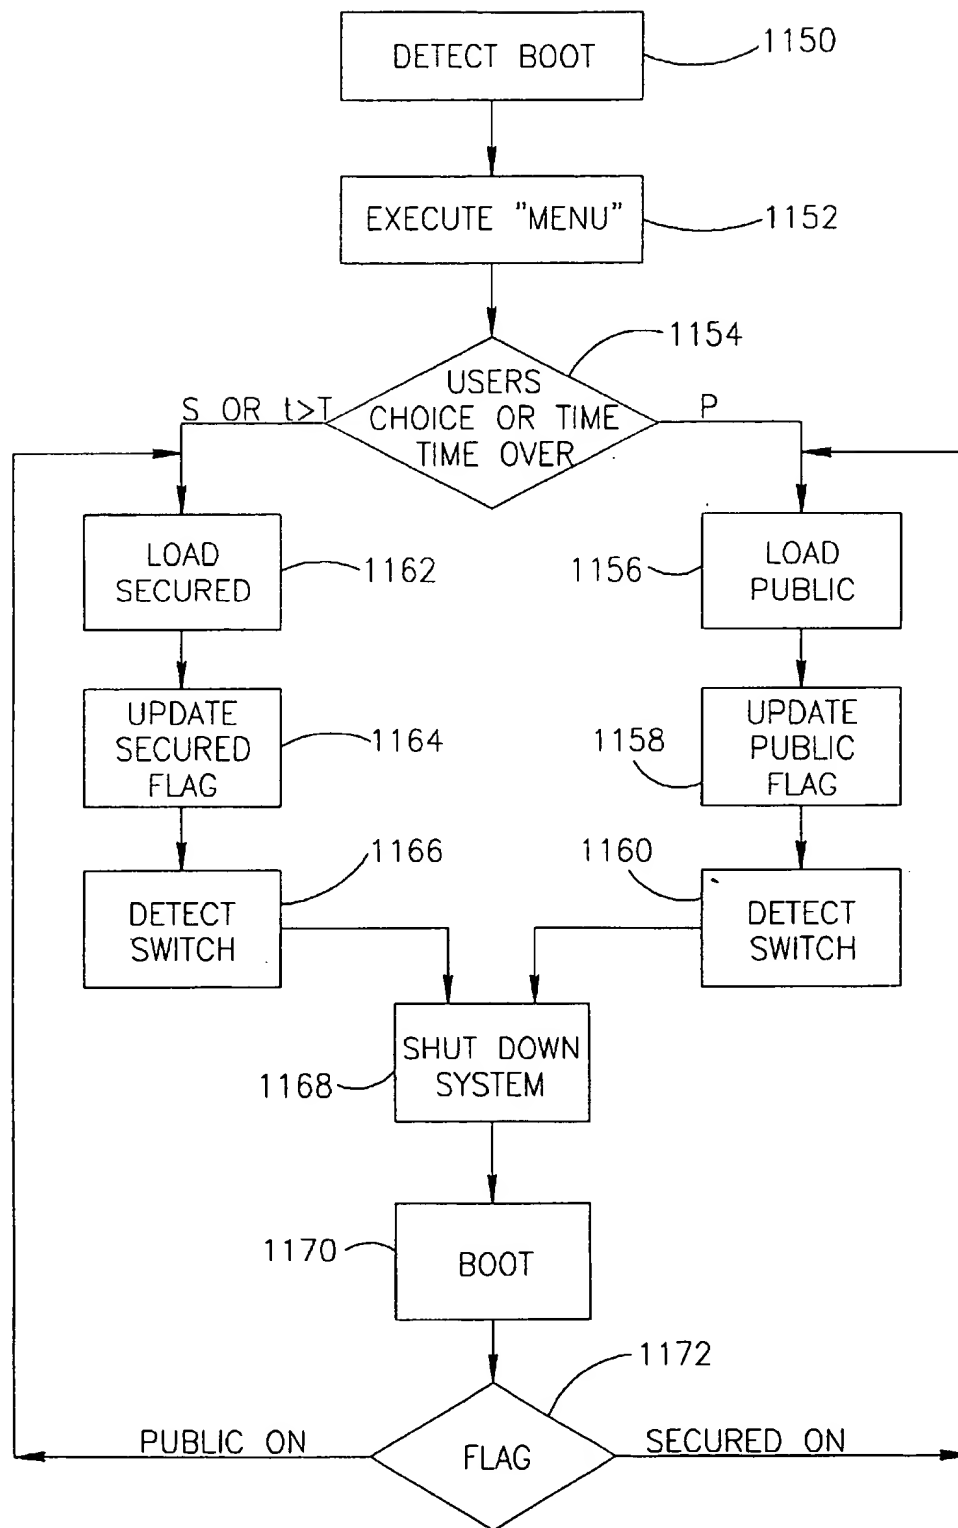 DETECT BOOT
1150
EXECUTE "MENU"
1152
1154
USERS
CHOICE OR TIME
TIME OVER
S OR t>T
P
LOAD
SECURED
1162
1156
LOAD
PUBLIC
UPDATE
SECURED
FLAG
1164
1158
UPDATE
PUBLIC
FLAG
1166
1160
DETECT
SWITCH
DETECT
SWITCH
SHUT DOWN
SYSTEM
1168
1170
BOOT
1172
PUBLIC ON
FLAG
SECURED ON